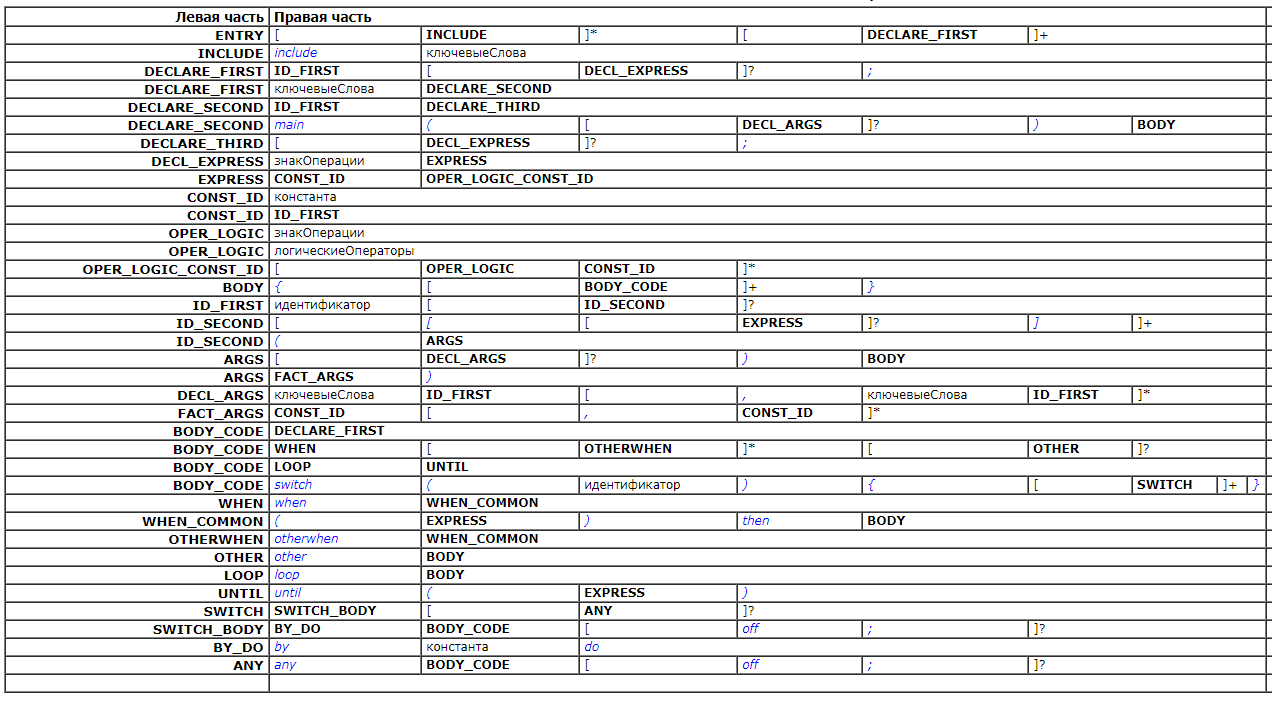 Левая часть Правая часть
ENTRY [ INCLUDE ]* [ DECLARE_FIRST ]+
INCLUDE include ключевыеСлова
DECLARE_FIRST ID_FIRST [ DECL_EXPRESS ]? ;
DECLARE_FIRST ключевыеСлова DECLARE_SECOND
DECLARE_SECOND ID_FIRST DECLARE_THIRD
DECLARE_SECOND main ( [ DECL_ARGS ]? ) BODY
DECLARE_THIRD [ DECL_EXPRESS ]? ;
DECL_EXPRESS знакОперации EXPRESS
EXPRESS CONST_ID OPER_LOGIC_CONST_ID
CONST_ID константа
CONST_ID ID_FIRST
OPER_LOGIC знакОперации
OPER_LOGIC логическиеОператоры
OPER_LOGIC_CONST_ID [ OPER_LOGIC CONST_ID ]*
BODY { [ BODY_CODE ]+ }
ID_FIRST идентификатор [ ID_SECOND ]?
ID_SECOND [ [ [ EXPRESS ]? ] ]+
ID_SECOND ( ARGS
ARGS [ DECL_ARGS ]? ) BODY
ARGS FACT_ARGS )
DECL_ARGS ключевыеСлова ID_FIRST [ , ключевыеСлова ID_FIRST ]*
FACT_ARGS CONST_ID [ , CONST_ID ]*
BODY_CODE DECLARE_FIRST
BODY_CODE WHEN [ OTHERWHEN ]* [ OTHER ]?
BODY_CODE LOOP UNTIL
BODY_CODE switch ( идентификатор ) { [ SWITCH ]+ }
WHEN when WHEN_COMMON
WHEN_COMMON ( EXPRESS ) then BODY
OTHERWHEN otherwhen WHEN_COMMON
OTHER other BODY
LOOP loop BODY
UNTIL until ( EXPRESS )
SWITCH SWITCH_BODY [ ANY ]?
SWITCH_BODY BY_DO BODY_CODE [ off ; ]?
BY_DO by константа do
ANY any BODY_CODE [ off ; ]?